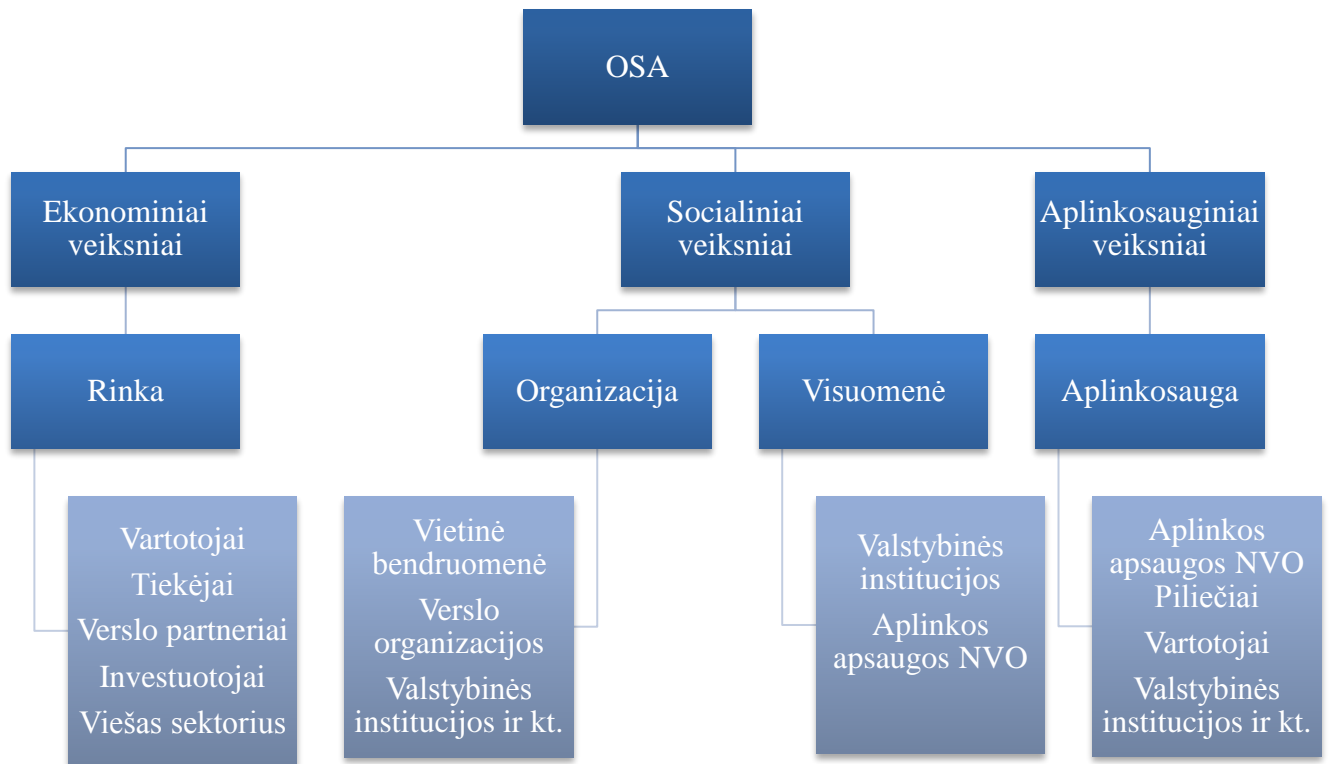 OSA
Ekonominiai
veiksniai
Socialiniai
veiksniai
Aplinkosauginiai
veiksniai
Rinka
Organizacija
Visuomenė
Aplinkosauga
Vartotojai
Tiekėjai
Verslo partneriai
Investuotojai
Viešas sektorius
Vietinė
bendruomenė
Verslo
organizacijos
Valstybinės
institucijos ir kt.
Valstybinės
institucijos
Aplinkos
apsaugos NVO
Aplinkos
apsaugos NVO
Piliečiai
Vartotojai
Valstybinės
institucijos ir kt.